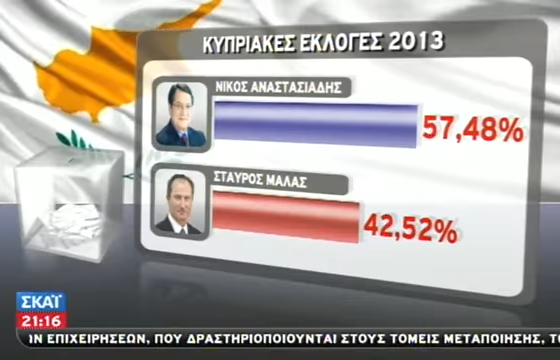 ΚΥΠΡΙΑΚΕΣ ΕΚΛΟΓΕΣ 2013
ΝΙΚΟΣ ΑΝΑΣΤΑΣΙΑΔΗΣ
57,48%
ΣΤΑΥΡΟΣ ΜΑΛΑΣ
42,52%
ΣΚΑΪ
21:16
ΩΝ ΕΠΙΧΕΙΡΗΣΕΩΝ, ΠΟΥ ΔΡΑΣΤΗΡΙΟΠΟΙΟΥΝΤΑΙ ΣΤΟΥΣ ΤΟΜΕΙΣ ΜΕΤΑΠΟΙΗΣΗΣ, Τ